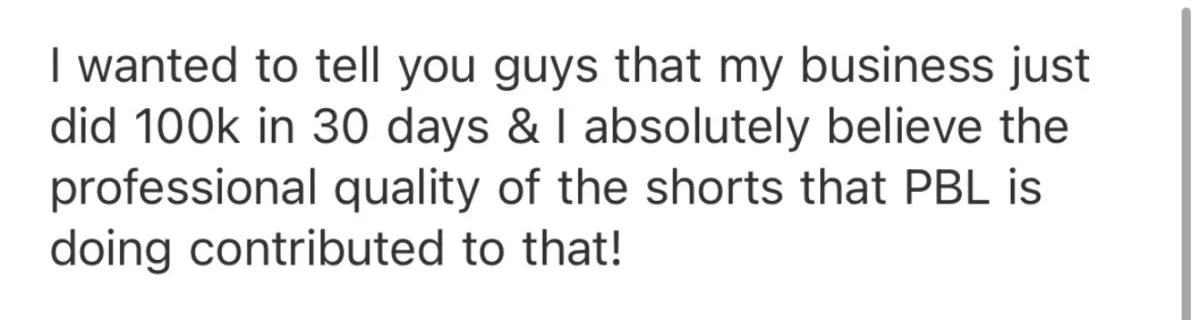 I wanted to tell you guys that my business just
did 100k in 30 days & I absolutely believe the
professional quality of the shorts that PBL is
doing contributed to that!